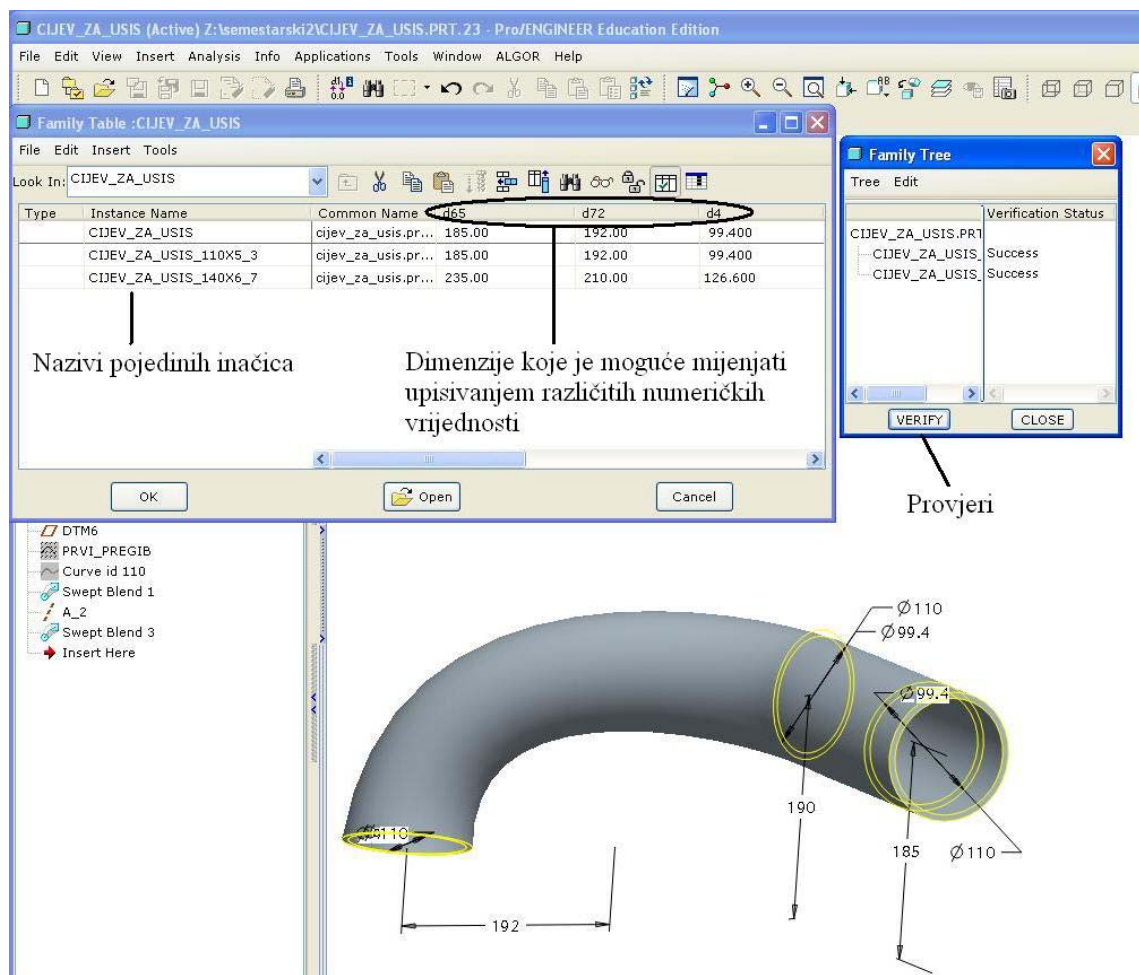 CIJEV_ZA_USIS (Active) Z:\semestarski2\CIJEV_ZA_USIS.PRT.23 - Pro/ENGINEER Education Edition
File Edit View Insert Analysis Info Applications Tools Window ALGOR Help
Family Table :CIJEV_ZA_USIS
File Edit Insert Tools
Look In: CIJEV_ZA_USIS
Type Instance Name Common Name d65 d72 d4
CIJEV_ZA_USIS cijev_za_usis.pr... 185.00 192.00 99.400
CIJEV_ZA_USIS_110X5_3 cijev_za_usis.pr... 185.00 192.00 99.400
CIJEV_ZA_USIS_140X6_7 cijev_za_usis.pr... 235.00 210.00 126.600
Nazivi pojedinih inačica
Dimenzije koje je moguće mijenjati
upisivanjem različitih numeričkih
vrijednosti
OK Open Cancel
Family Tree
Tree Edit
Verification Status
CIJEV_ZA_USIS.PRT
CIJEV_ZA_USIS_ Success
CIJEV_ZA_USIS_ Success
VERIFY CLOSE
Provjeri
DTM6
PRVI_PREGIB
Curve id 110
Swept Blend 1
A_2
Swept Blend 3
Insert Here
Ø110
Ø99.4
Ø99.4
190
185
Ø110
192